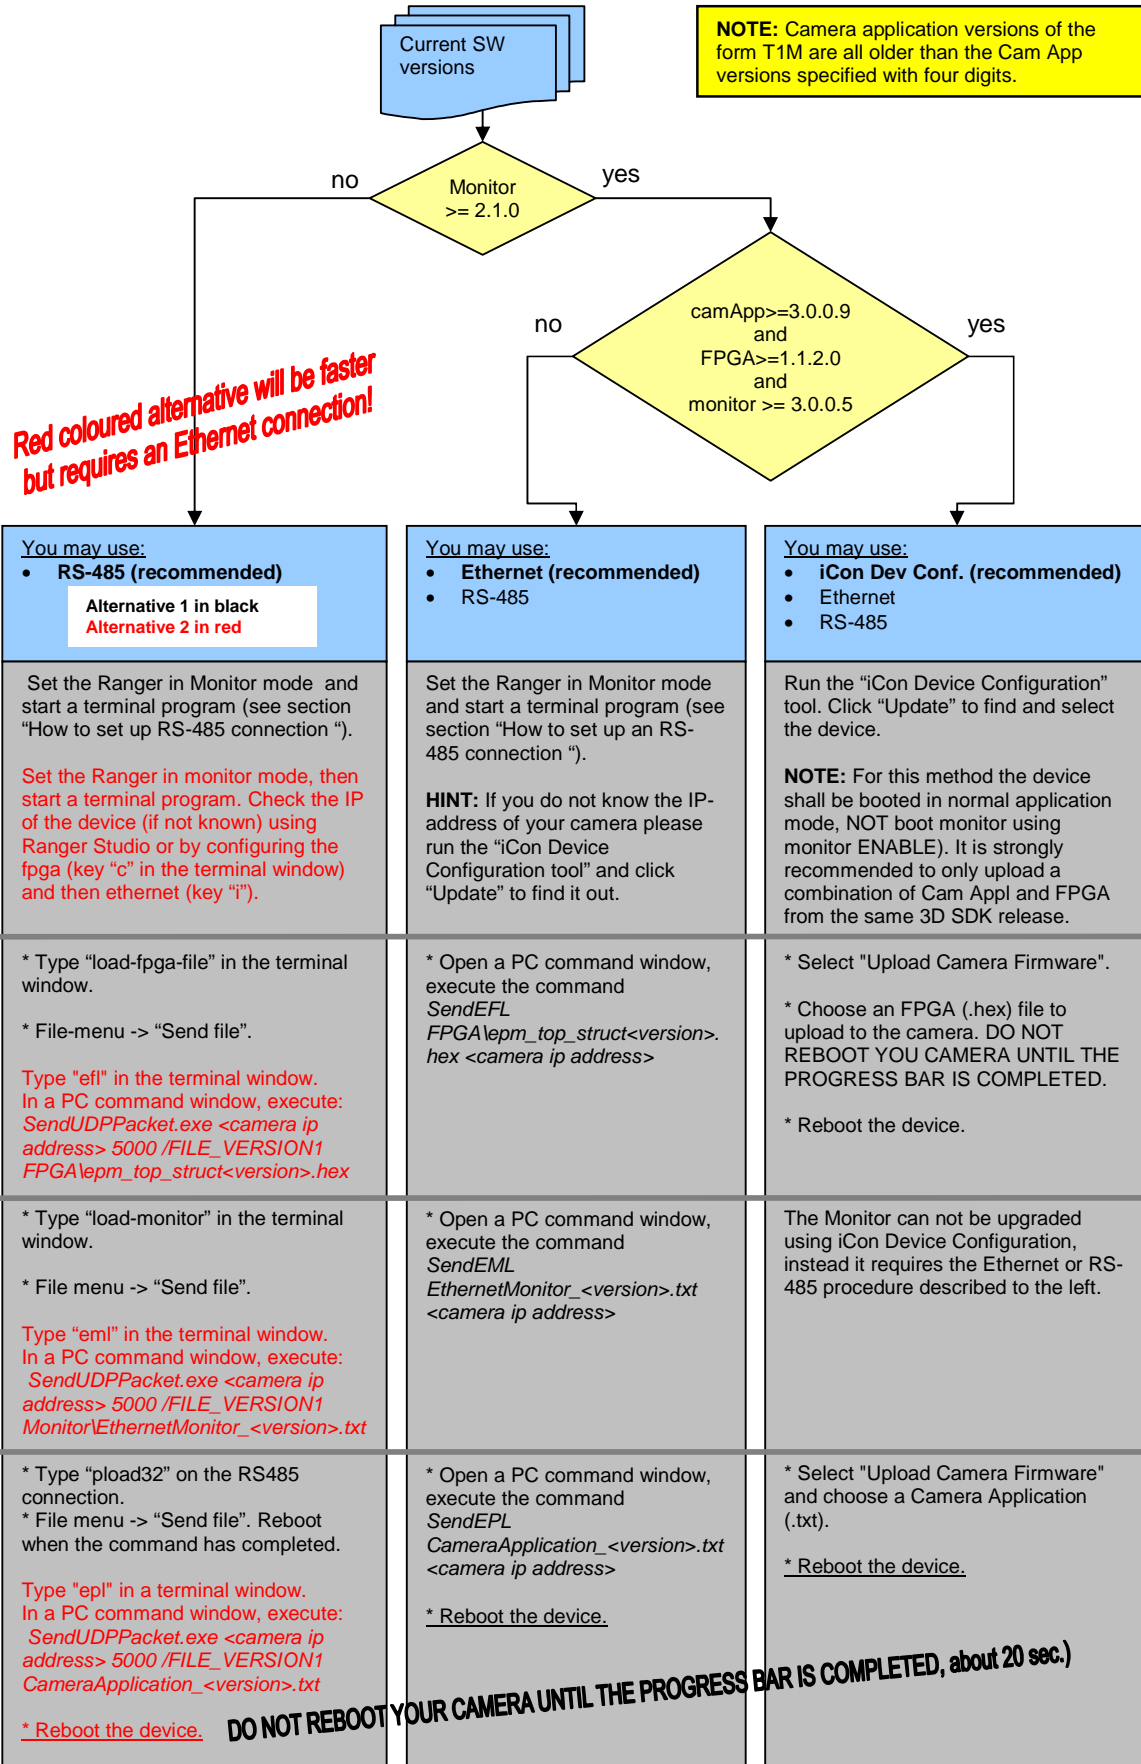 Current SW
versions
NOTE: Camera application versions of the
form T1M are all older than the Cam App
versions specified with four digits.
no
Monitor
>= 2.1.0
yes
no
camApp>=3.0.0.9
and
FPGA>=1.1.2.0
and
monitor >= 3.0.0.5
yes
Red coloured alternative will be faster
but requires an Ethernet connection!
You may use:
• RS-485 (recommended)
Alternative 1 in black
Alternative 2 in red
Set the Ranger in Monitor mode and
start a terminal program (see section
“How to set up RS-485 connection “).
Set the Ranger in monitor mode, then
start a terminal program. Check the IP
of the device (if not known) using
Ranger Studio or by configuring the
fpga (key “c” in the terminal window)
and then ethernet (key “i”).
* Type “load-fpga-file” in the terminal
window.
* File-menu -> “Send file”.
Type "efl" in the terminal window.
In a PC command window, execute:
SendUDPPacket.exe <camera ip
address> 5000 /FILE_VERSION1
FPGA\epm_top_struct<version>.hex
* Type “load-monitor” in the terminal
window.
* File menu -> “Send file”.
Type “eml” in the terminal window.
In a PC command window, execute:
SendUDPPacket.exe <camera ip
address> 5000 /FILE_VERSION1
Monitor\EthernetMonitor_<version>.txt
* Type “pload32” on the RS485
connection.
* File menu -> “Send file”. Reboot
when the command has completed.
Type "epl" in a terminal window.
In a PC command window, execute:
SendUDPPacket.exe <camera ip
address> 5000 /FILE_VERSION1
CameraApplication_<version>.txt
* Reboot the device.
You may use:
• Ethernet (recommended)
• RS-485
Set the Ranger in Monitor mode
and start a terminal program (see
section “How to set up an RS-
485 connection “).
HINT: If you do not know the IP-
address of your camera please
run the “iCon Device
Configuration tool” and click
“Update” to find it out.
* Open a PC command window,
execute the command
SendEFL
FPGA\epm_top_struct<version>.
hex <camera ip address>
* Open a PC command window,
execute the command
SendEML
EthernetMonitor_<version>.txt
<camera ip address>
* Open a PC command window,
execute the command
SendEPL
CameraApplication_<version>.txt
<camera ip address>
* Reboot the device.
You may use:
• iCon Dev Conf. (recommended)
• Ethernet
• RS-485
Run the “iCon Device Configuration”
tool. Click “Update” to find and select
the device.
NOTE: For this method the device
shall be booted in normal application
mode, NOT boot monitor using
monitor ENABLE). It is strongly
recommended to only upload a
combination of Cam Appl and FPGA
from the same 3D SDK release.
* Select "Upload Camera Firmware".
* Choose an FPGA (.hex) file to
upload to the camera. DO NOT
REBOOT YOU CAMERA UNTIL THE
PROGRESS BAR IS COMPLETED.
* Reboot the device.
The Monitor can not be upgraded
using iCon Device Configuration,
instead it requires the Ethernet or RS-
485 procedure described to the left.
* Select "Upload Camera Firmware"
and choose a Camera Application
(.txt).
* Reboot the device.
DO NOT REBOOT YOUR CAMERA UNTIL THE PROGRESS BAR IS COMPLETED, about 20 sec.)